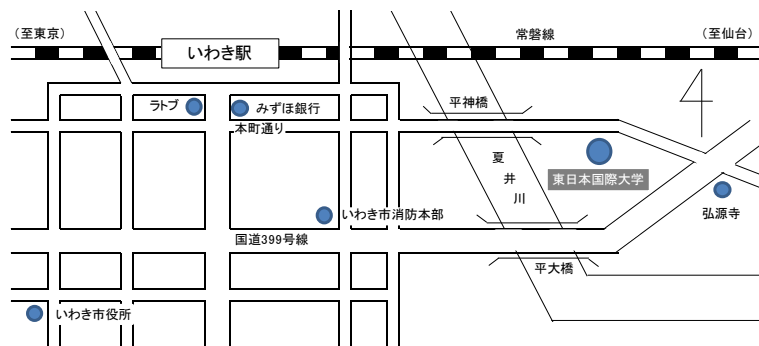 (至東京)
いわき駅
常磐線
(至仙台)
ラトブ
みずほ銀行
平神橋
本町通り
夏井川
東日本国際大学
弘源寺
いわき市消防本部
国道399号線
平大橋
いわき市役所